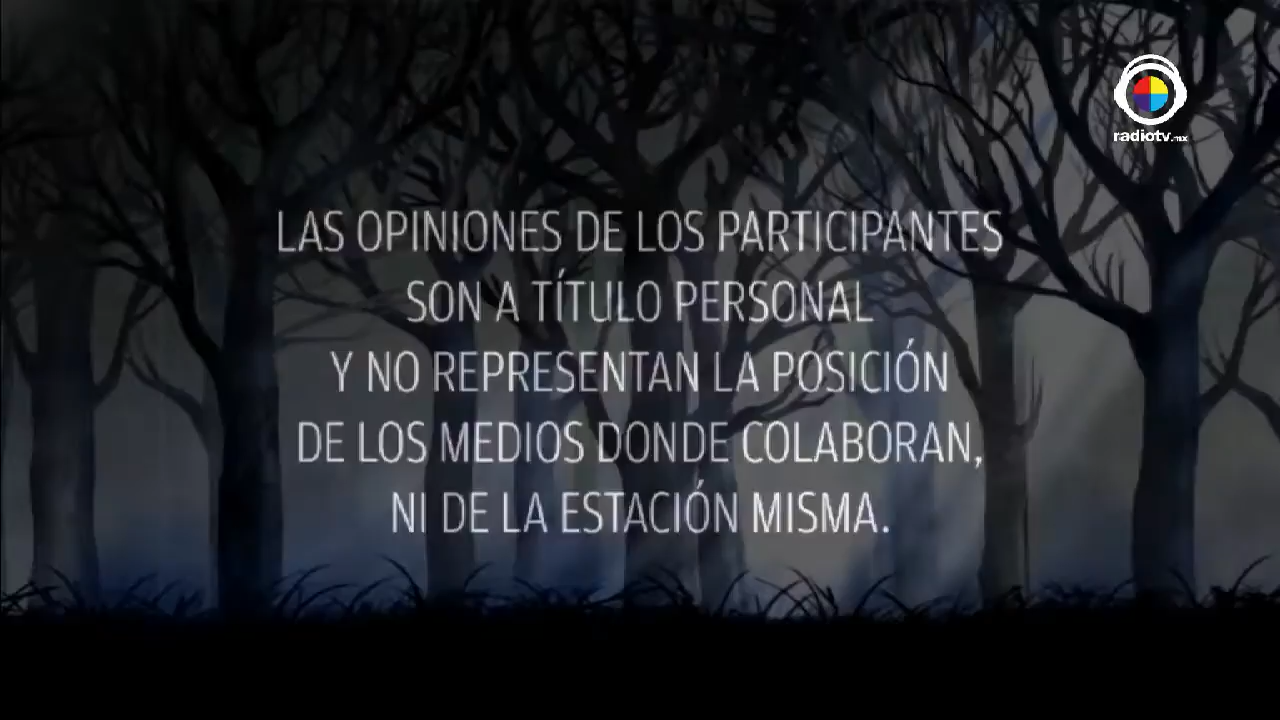 radiotv.mx
LAS OPINIONES DE LOS PARTICIPANTES
SON A TÍTULO PERSONAL
Y NO REPRESENTAN LA POSICIÓN
DE LOS MEDIOS DONDE COLABORAN,
NI DE LA ESTACIÓN MISMA.